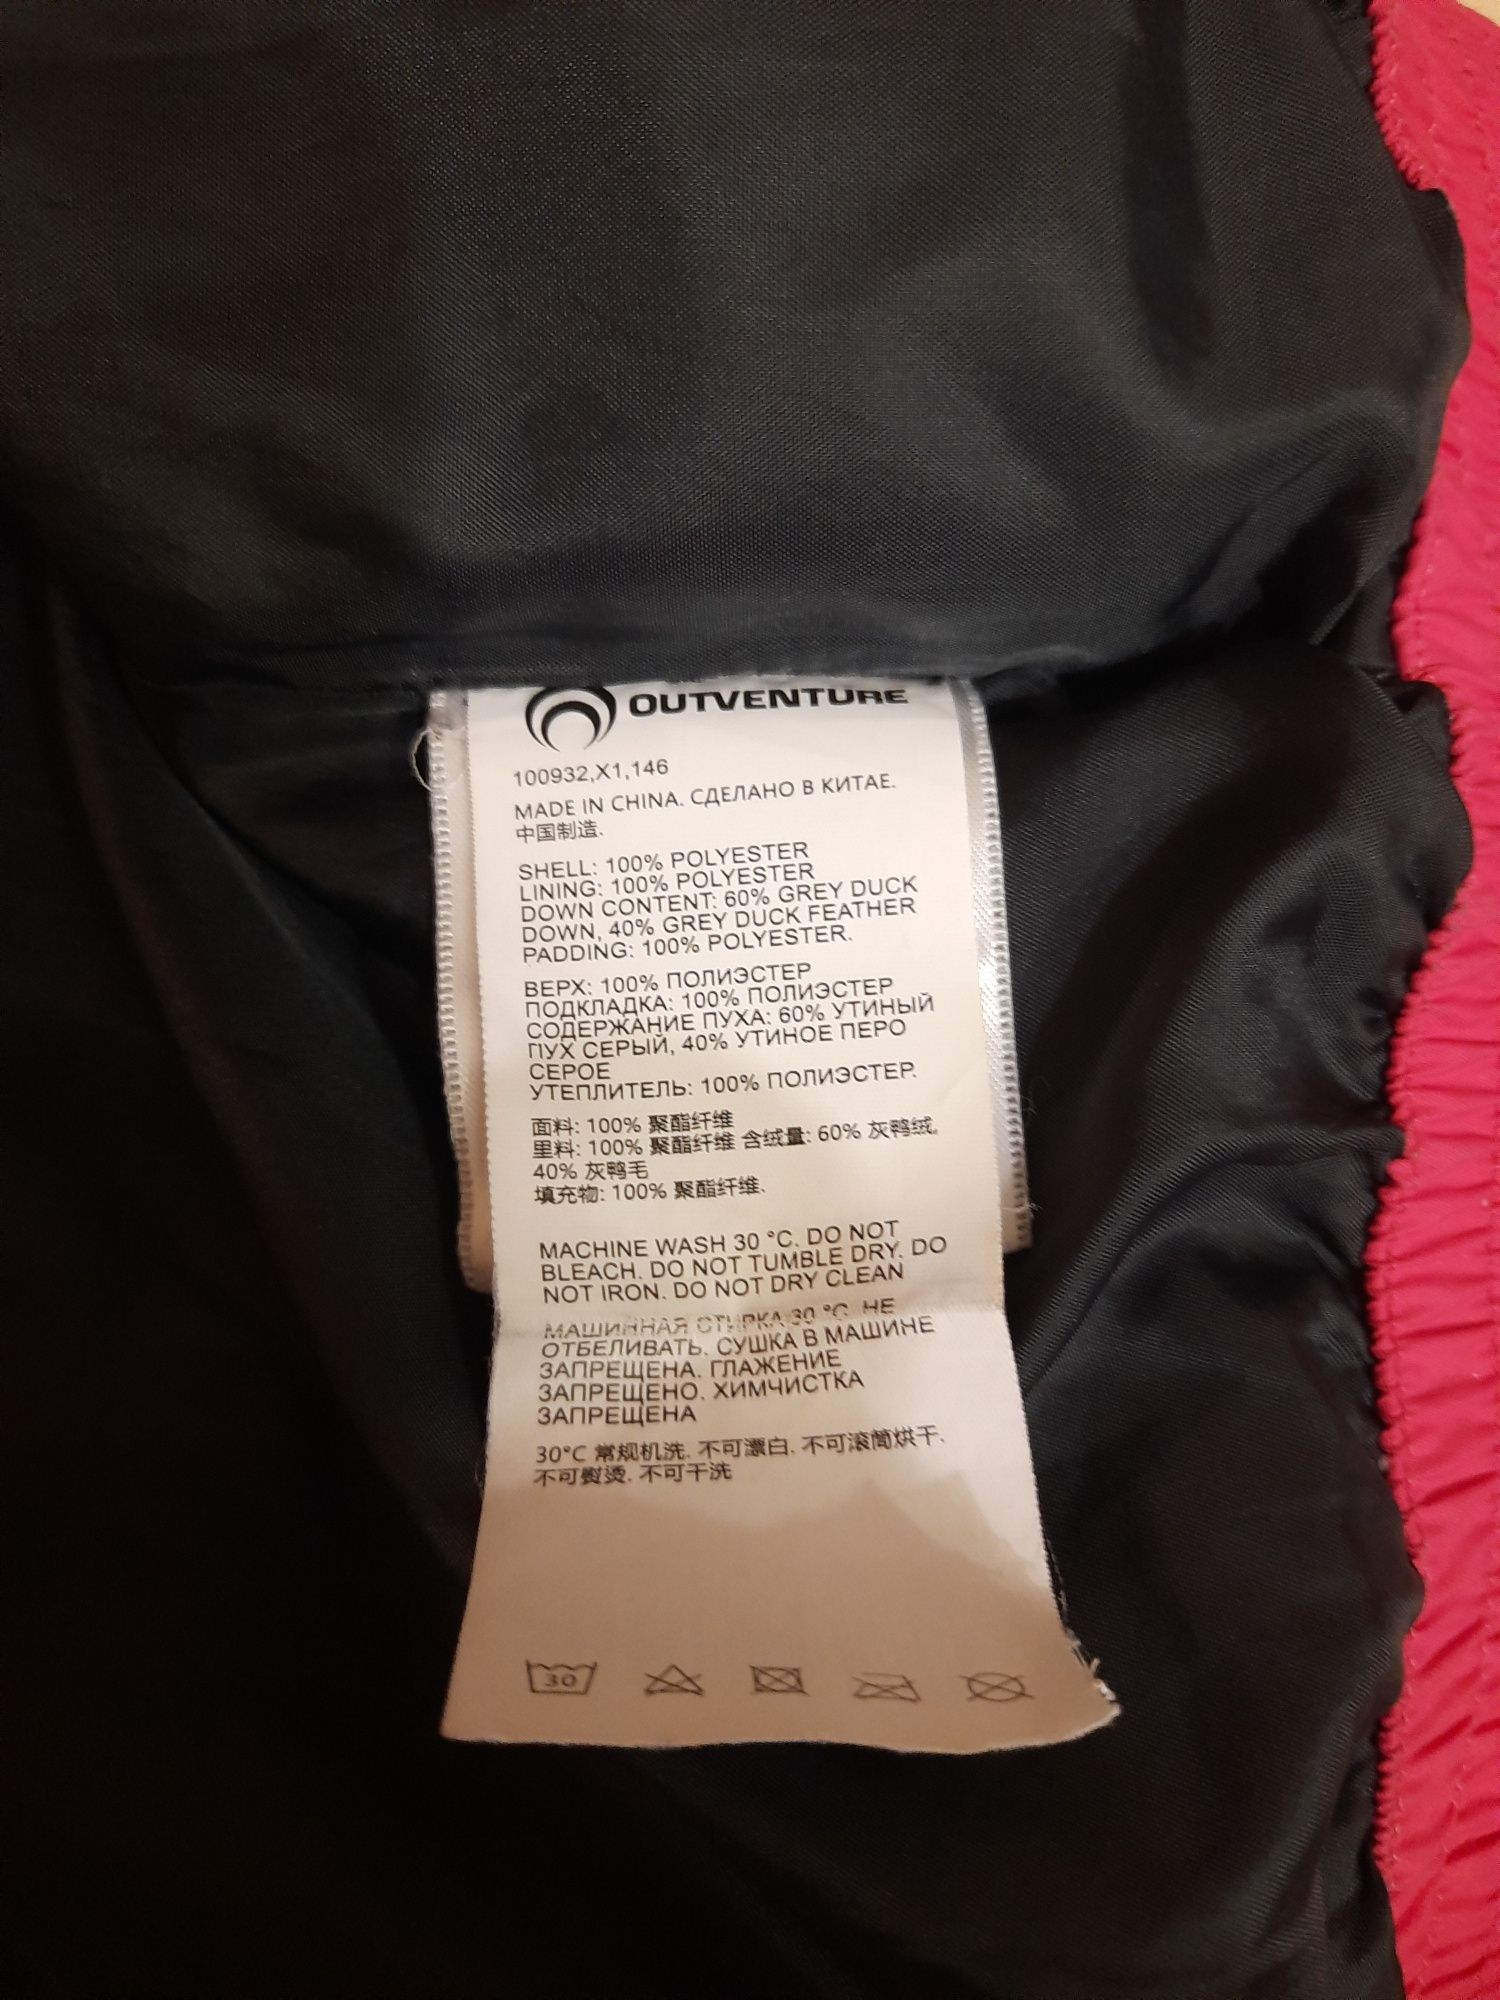 OUTVENTURE
100932,X1,146
MADE IN CHINA. СДЕЛАНО В КИТАЕ.
中国制造.
SHELL: 100% POLYESTER
LINING: 100% POLYESTER
DOWN CONTENT: 60% GREY DUCK
DOWN, 40% GREY DUCK FEATHER
PADDING: 100% POLYESTER.
ВЕРХ: 100% ПОЛИЭСТЕР
ПОДКЛАДКА: 100% ПОЛИЭСТЕР
СОДЕРЖАНИЕ ПУХА: 60% УТИНЫЙ
ПУХ СЕРЫЙ, 40% УТИНОЕ ПЕРО
СЕРОЕ
УТЕПЛИТЕЛЬ: 100% ПОЛИЭСТЕР.
面料: 100% 聚酯纤维
里料: 100% 聚酯纤维 含绒量: 60% 灰鸭绒,
40% 灰鸭毛
填充物: 100% 聚酯纤维.
MACHINE WASH 30 °C. DO NOT
BLEACH. DO NOT TUMBLE DRY. DO
NOT IRON. DO NOT DRY CLEAN
МАШИННАЯ СТИРКА 30 °C. НЕ
ОТБЕЛИВАТЬ. СУШКА В МАШИНЕ
ЗАПРЕЩЕНА. ГЛАЖЕНИЕ
ЗАПРЕЩЕНО. ХИМЧИСТКА
ЗАПРЕЩЕНА
30°C 常规机洗. 不可漂白. 不可滚筒烘干.
不可熨烫. 不可干洗
30